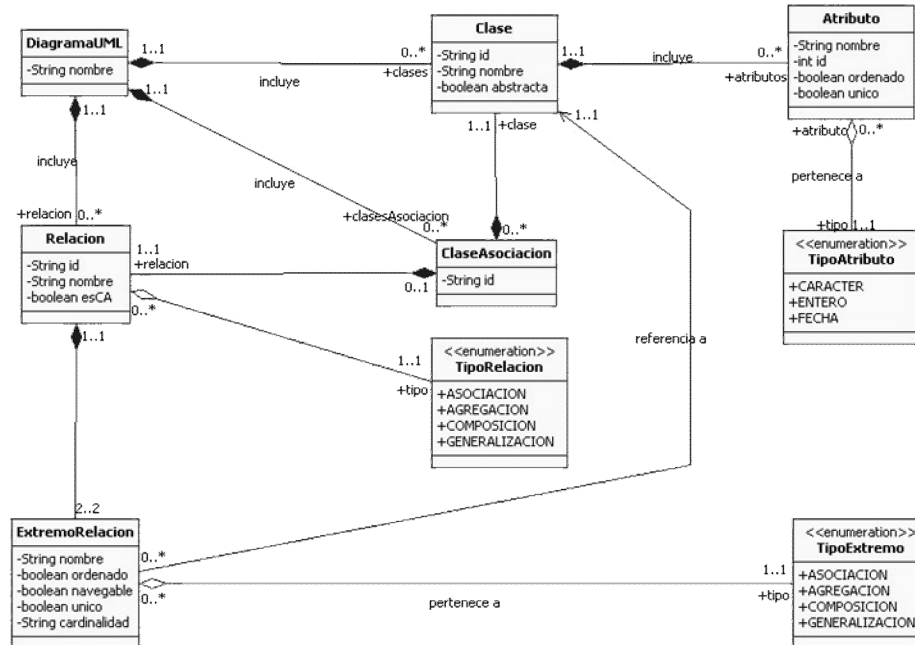 DiagramaUML
-String nombre
1..1
0..*
+clases
incluye
Clase
-String id
-String nombre
-boolean abstracta
1..1
incluye
0..*
+atributos
Atributo
-String nombre
-int id
-boolean ordenado
-boolean unico
1..1
1..1
incluye
incluye
1..1
+clase
1..1
+atributo
0..*
pertenece a
+tipo
1..1
+relacion
0..*
+clasesAsociacion
0..*
0..*
Relacion
-String id
-String nombre
-boolean esCA
1..1
+relacion
0..1
ClaseAsociacion
-String id
<<enumeration>>
TipoAtributo
+CARACTER
+ENTERO
+FECHA
0..*
1..1
1..1
+tipo
<<enumeration>>
TipoRelacion
+ASOCIACION
+AGREGACION
+COMPOSICION
+GENERALIZACION
referencia a
2..2
ExtremoRelacion
-String nombre
-boolean ordenado
-boolean navegable
-boolean unico
-String cardinalidad
0..*
0..*
pertenece a
1..1
+tipo
<<enumeration>>
TipoExtremo
+ASOCIACION
+AGREGACION
+COMPOSICION
+GENERALIZACION